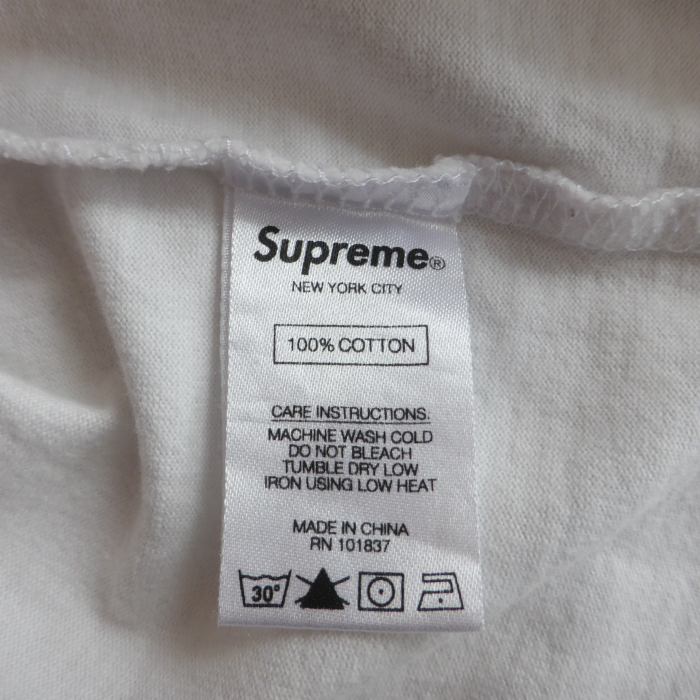 Supreme®
NEW YORK CITY
100% COTTON
CARE INSTRUCTIONS:
MACHINE WASH COLD
DO NOT BLEACH
TUMBLE DRY LOW
IRON USING LOW HEAT
MADE IN CHINA
RN 101837
30°